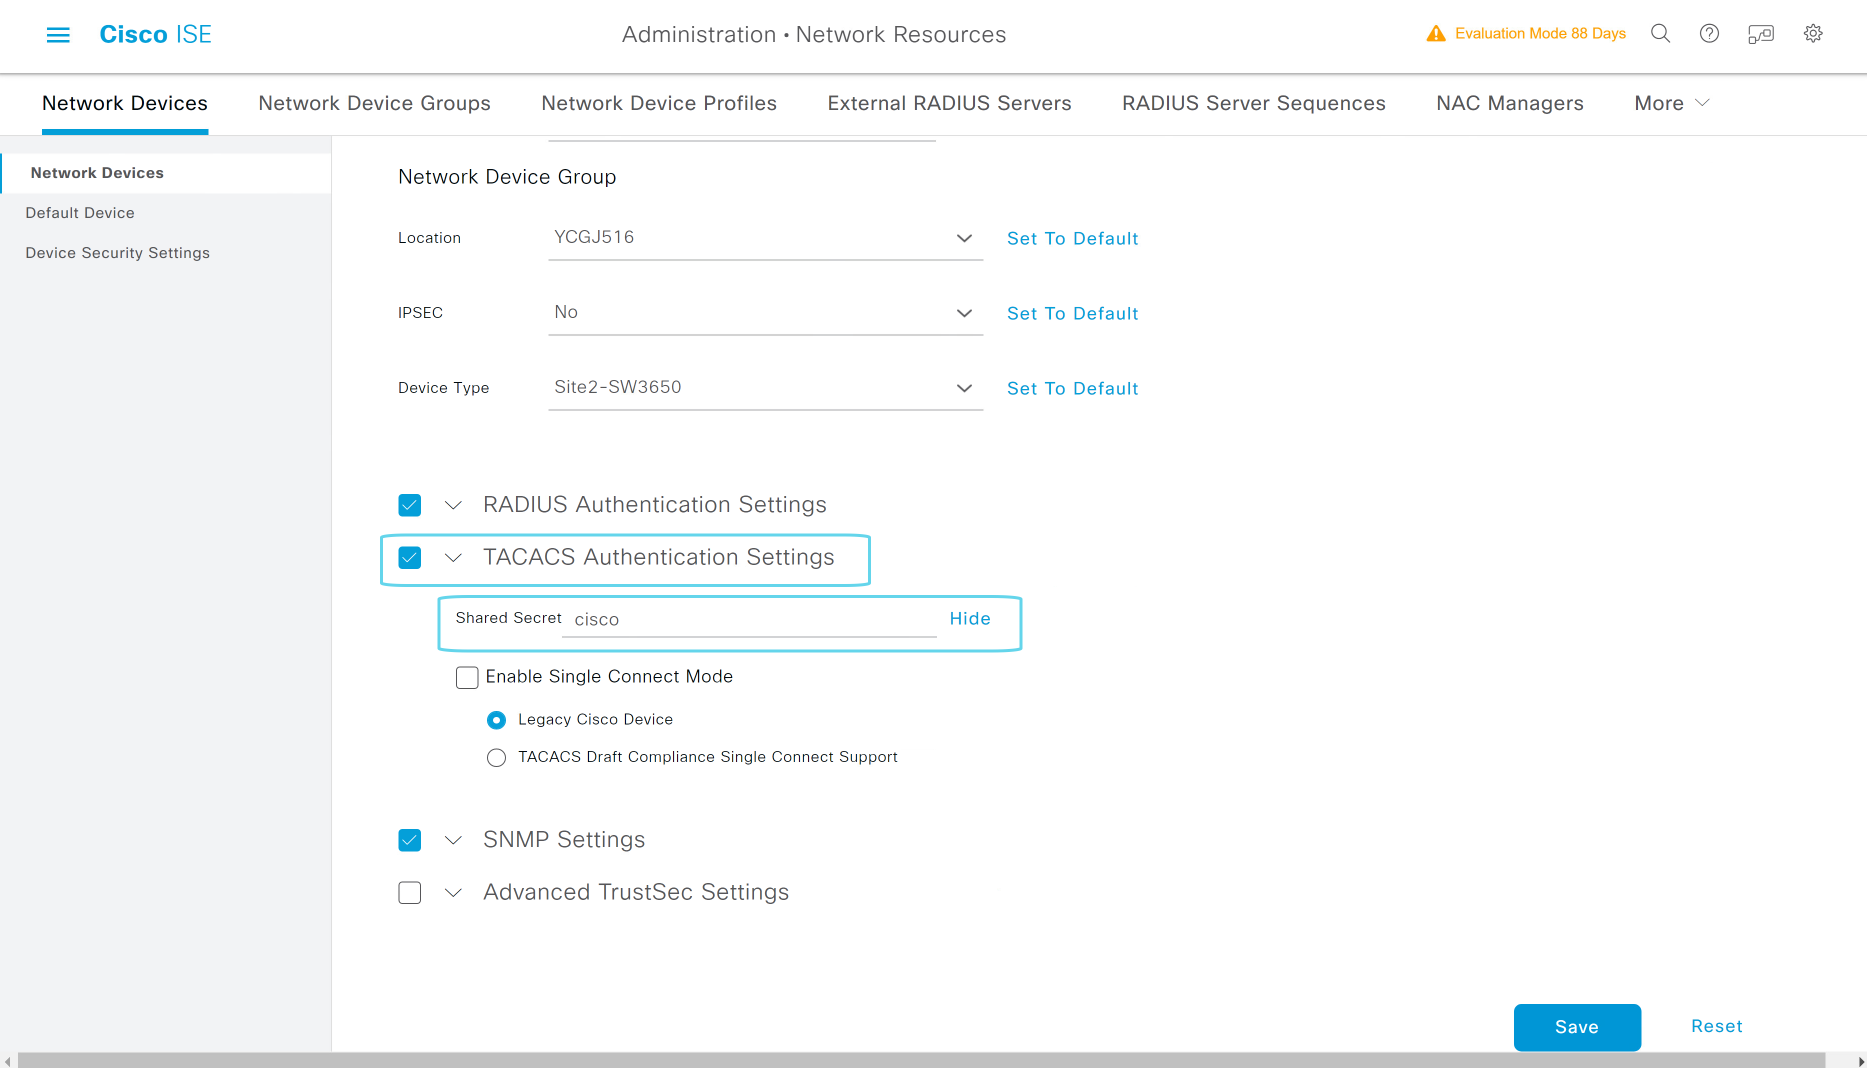 Cisco ISE
Administration • Network Resources
Evaluation Mode 88 Days
Network Devices
Network Device Groups
Network Device Profiles
External RADIUS Servers
RADIUS Server Sequences
NAC Managers
More
Network Devices
Default Device
Device Security Settings
Network Device Group
Location YCGJ516 Set To Default
IPSEC No Set To Default
Device Type Site2-SW3650 Set To Default
RADIUS Authentication Settings
TACACS Authentication Settings
Shared Secret cisco Hide
Enable Single Connect Mode
Legacy Cisco Device
TACACS Draft Compliance Single Connect Support
SNMP Settings
Advanced TrustSec Settings
Save
Reset